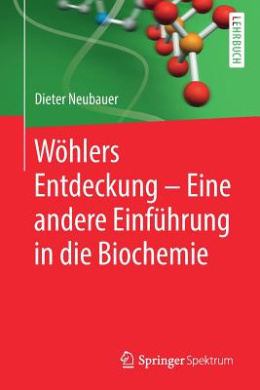 LEHRBUCH
Dieter Neubauer
Wöhlers
Entdeckung – Eine
andere Einführung
in die Biochemie
Springer Spektrum